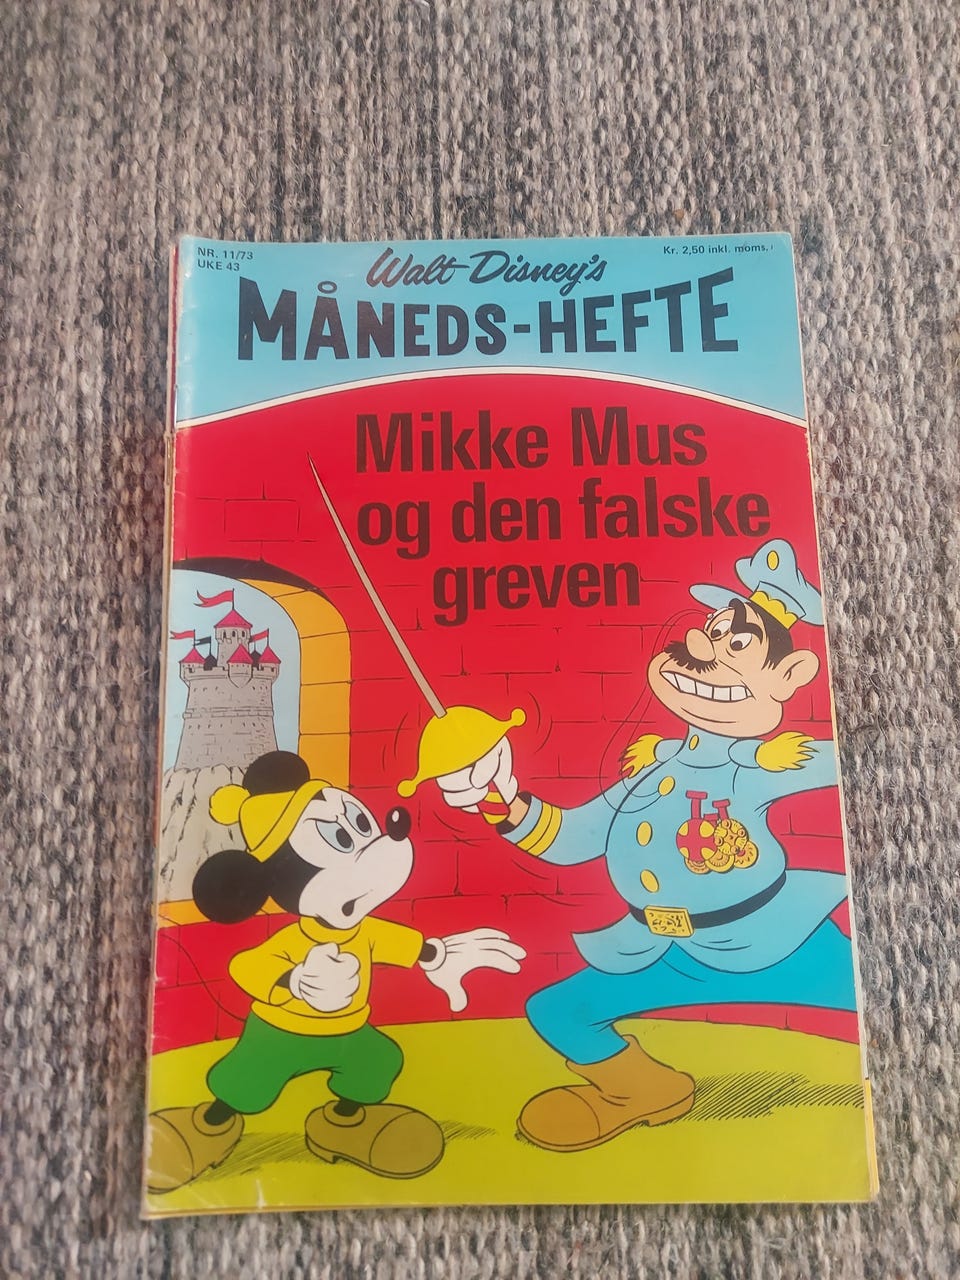 NR. 11/73
UKE 43
Kr. 2,50 inkl. moms.
Walt Disney's
MÅNEDS-HEFTE
Mikke Mus
og den falske
greven